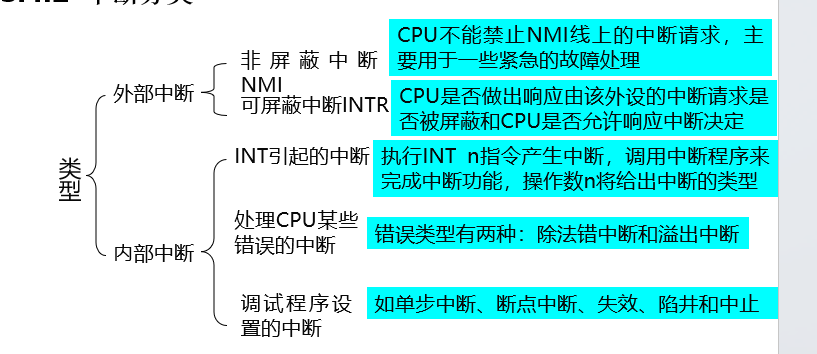 类型
外部中断
非屏蔽中断
NMI
CPU不能禁止NMI线上的中断请求，主
要用于一些紧急的故障处理
可屏蔽中断INTR
CPU是否做出响应由该外设的中断请求是
否被屏蔽和CPU是否允许响应中断决定
内部中断
INT引起的中断
执行INT n指令产生中断，调用中断程序来
完成中断功能，操作数n将给出中断的类型
处理CPU某些
错误的中断
错误类型有两种：除法错中断和溢出中断
调试程序设
置的中断
如单步中断、断点中断、失效、陷井和中止